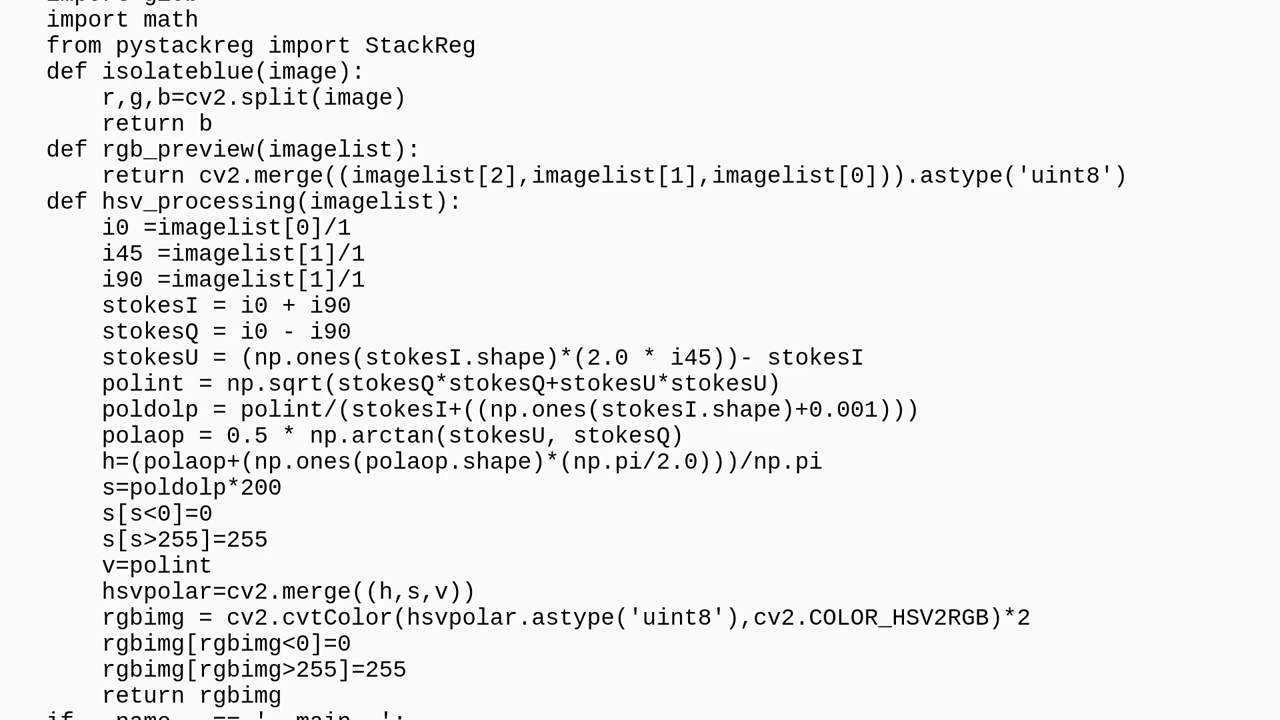 import glob
import math
from pystackreg import StackReg
def isolateblue(image):
    r,g,b=cv2.split(image)
    return b
def rgb_preview(imagelist):
    return cv2.merge((imagelist[2],imagelist[1],imagelist[0])).astype('uint8')
def hsv_processing(imagelist):
    i0 =imagelist[0]/1
    i45 =imagelist[1]/1
    i90 =imagelist[1]/1
    stokesI = i0 + i90
    stokesQ = i0 - i90
    stokesU = (np.ones(stokesI.shape)*(2.0 * i45))- stokesI
    polint = np.sqrt(stokesQ*stokesQ+stokesU*stokesU)
    poldolp = polint/(stokesI+((np.ones(stokesI.shape)+0.001)))
    polaop = 0.5 * np.arctan(stokesU, stokesQ)
    h=(polaop+(np.ones(polaop.shape)*(np.pi/2.0)))/np.pi
    s=poldolp*200
    s[s<0]=0
    s[s>255]=255
    v=polint
    hsvpolar=cv2.merge((h,s,v))
    rgbimg = cv2.cvtColor(hsvpolar.astype('uint8'),cv2.COLOR_HSV2RGB)*2
    rgbimg[rgbimg<0]=0
    rgbimg[rgbimg>255]=255
    return rgbimg
if __name__ == '__main__':